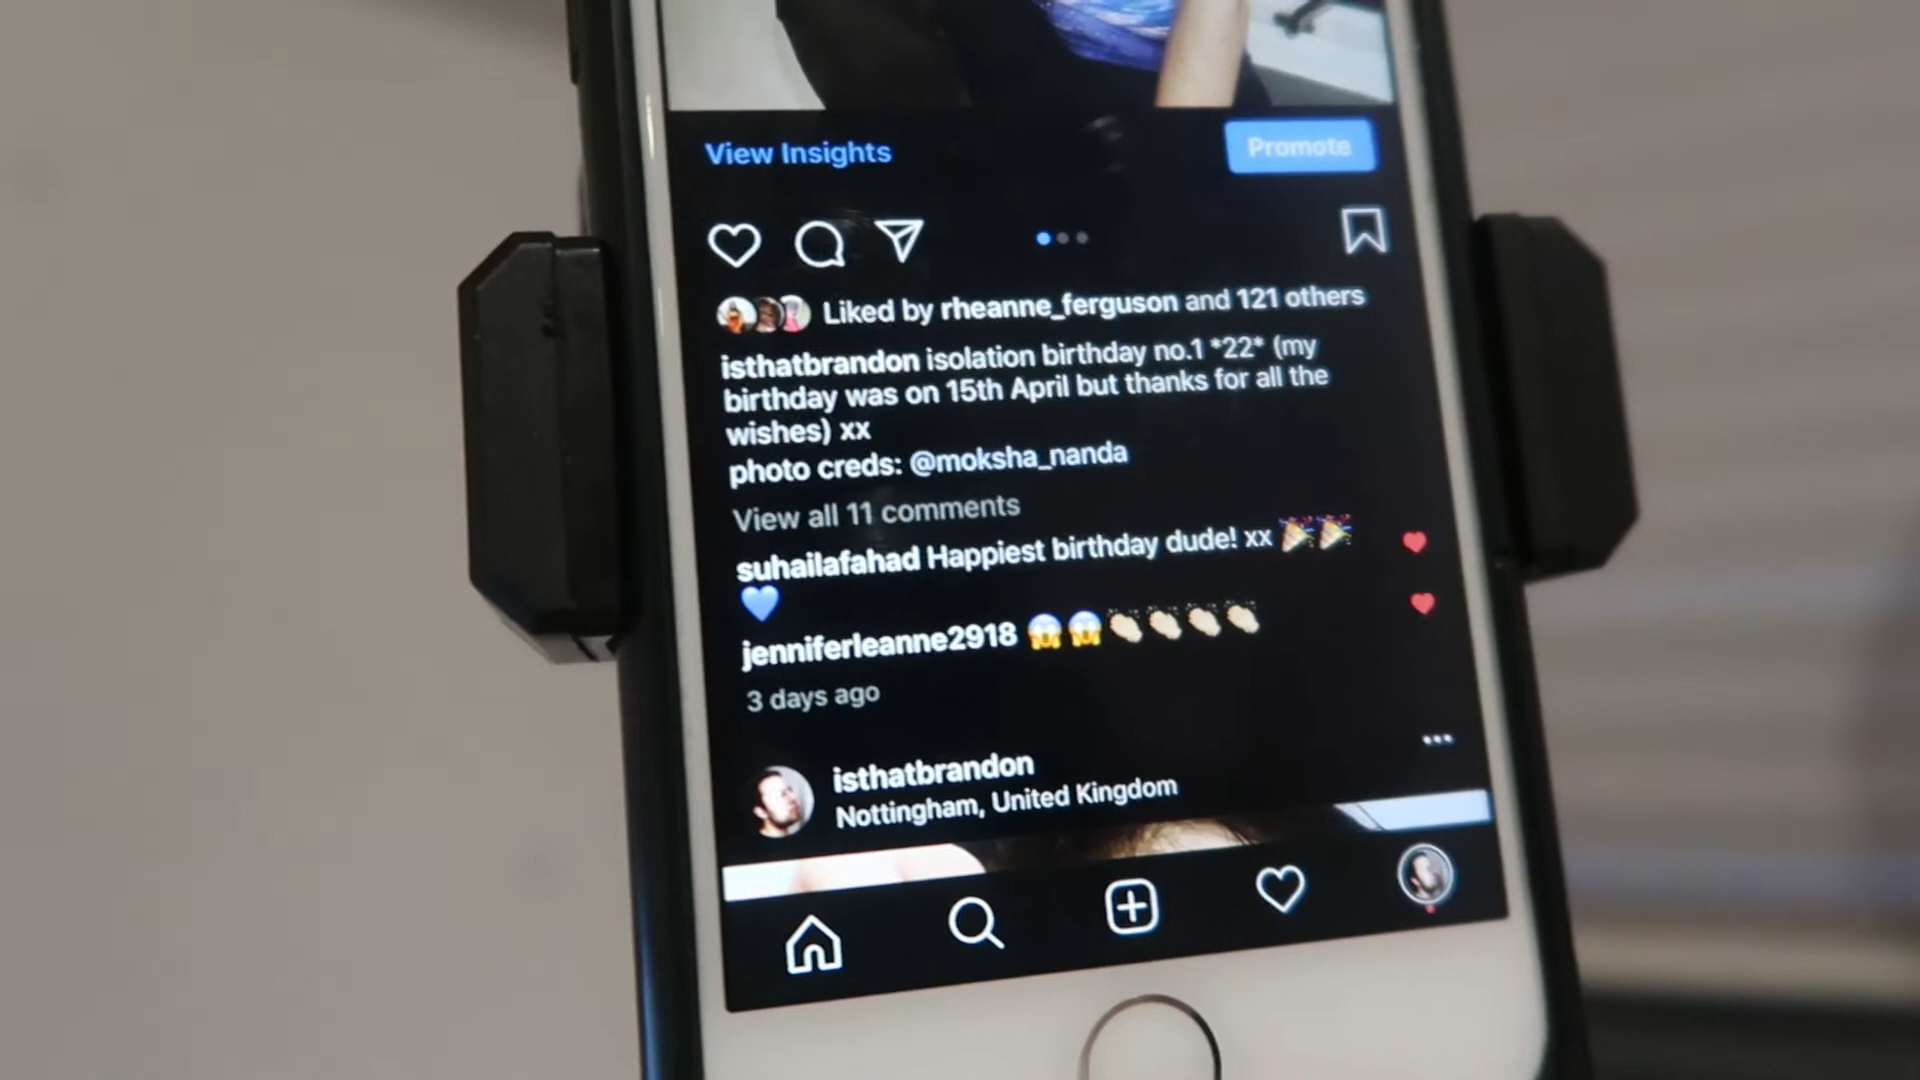 View Insights
Promote
Liked by rheanne_ferguson and 121 others
isthatbrandon isolation birthday no.1 *22* (my
birthday was on 15th April but thanks for all the
wishes) xx
photo creds: @moksha_nanda
View all 11 comments
suhailafahad Happiest birthday dude! xx 🎉🎉
💙
jenniferleanne2918 😱😱👏🏻👏🏻👏🏻👏🏻
3 days ago
isthatbrandon
Nottingham, United Kingdom